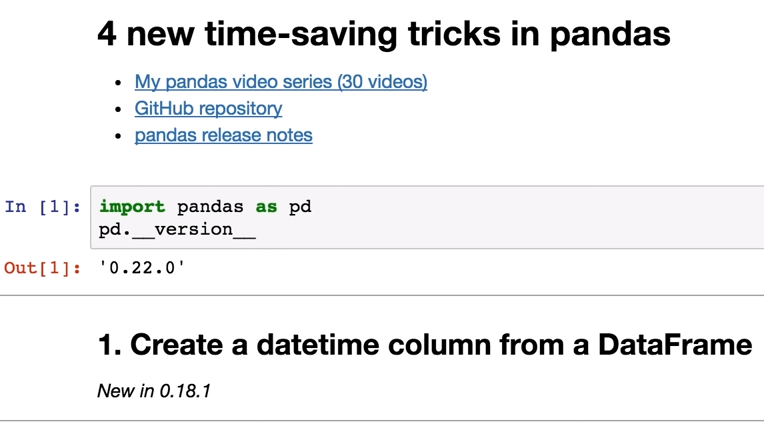 4 new time-saving tricks in pandas
My pandas video series (30 videos)
GitHub repository
pandas release notes
In [1]: import pandas as pd
pd.__version__
Out[1]: '0.22.0'
1. Create a datetime column from a DataFrame
New in 0.18.1